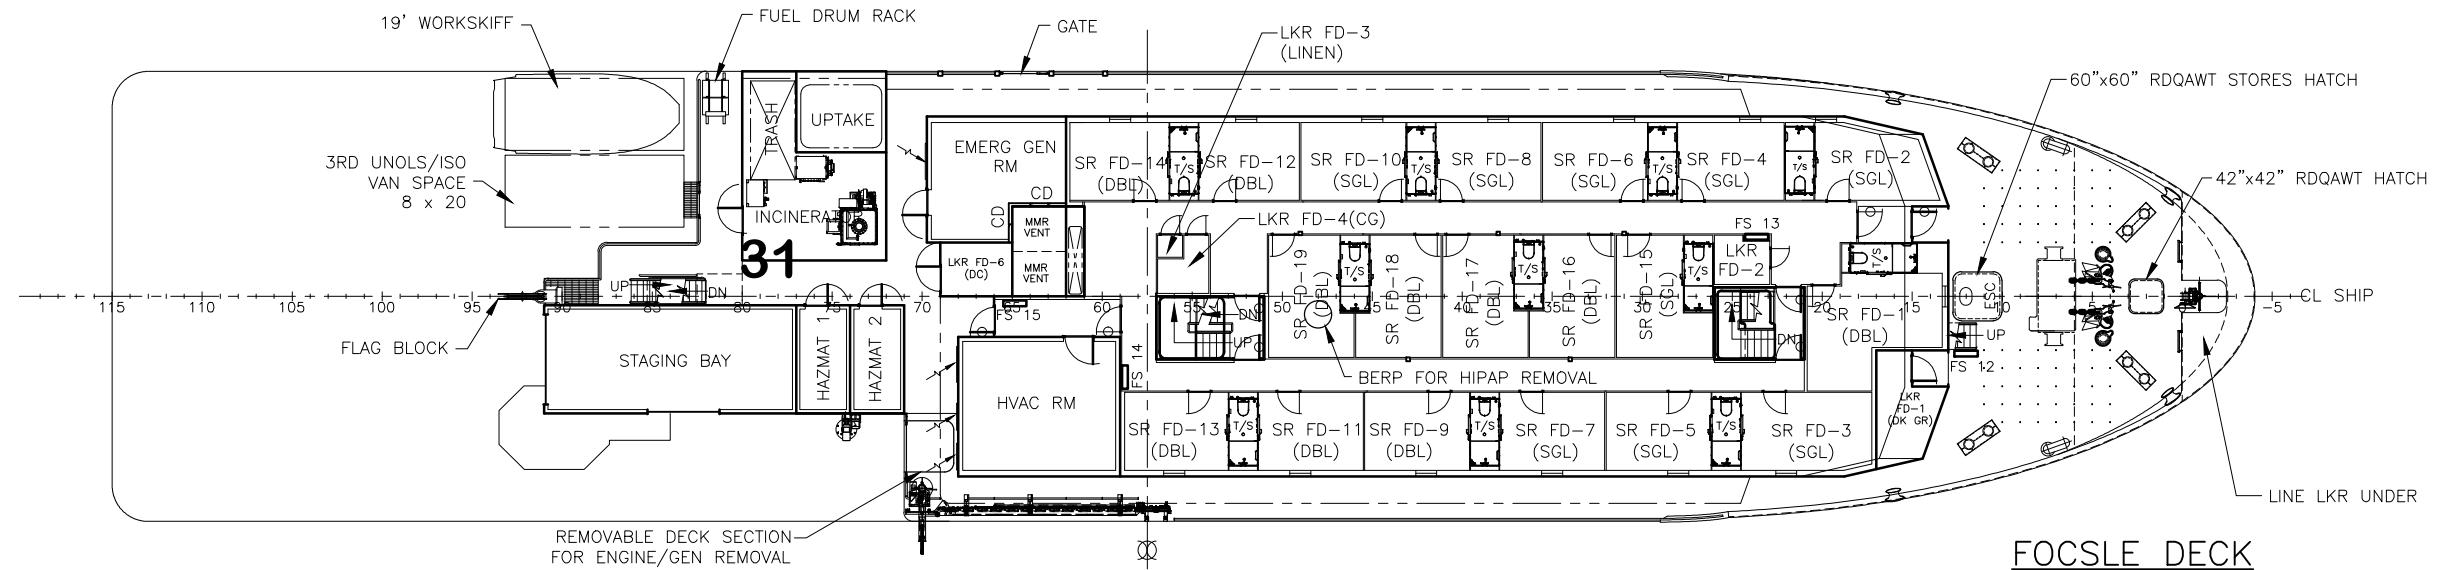 19' WORKSKIFF
FUEL DRUM RACK
GATE
LKR FD-3
(LINEN)
60"x60" RDQAWT STORES HATCH
3RD UNOLS/ISO
VAN SPACE
8 x 20
TRASH
UPTAKE
INCINERATOR
31
EMERG GEN
RM
CD
CD
MMR
VENT
MMR
VENT
LKR FD-6
(DC)
SR FD-14
(DBL)
T/S
SR FD-12
(DBL)
SR FD-10
(SGL)
T/S
SR FD-8
(SGL)
SR FD-6
(SGL)
T/S
SR FD-4
(SGL)
T/S
SR FD-2
(SGL)
42"x42" RDQAWT HATCH
LKR FD-4(CG)
SR FD-19
(DBL)
T/S
SR FD-18
(DBL)
SR FD-17
(DBL)
T/S
SR FD-16
(DBL)
SR FD-15
(SGL)
T/S
FS 13
LKR
FD-2
T/S
ESC
UP
DN
CL SHIP
115
110
105
100
95
90
85
80
70
65
60
55
50
45
40
35
30
25
20
15
10
5
-5
FS 15
DN
UP
DN
SR FD-1
(DBL)
UP
FS 12
FLAG BLOCK
STAGING BAY
HAZMAT 1
HAZMAT 2
HVAC RM
FS 14
BERP FOR HIPAP REMOVAL
LKR
FD-1
(DK GR)
SR FD-13
(DBL)
T/S
SR FD-11
(DBL)
SR FD-9
(DBL)
T/S
SR FD-7
(SGL)
SR FD-5
(SGL)
T/S
SR FD-3
(SGL)
LINE LKR UNDER
REMOVABLE DECK SECTION
FOR ENGINE/GEN REMOVAL
FOCSLE DECK